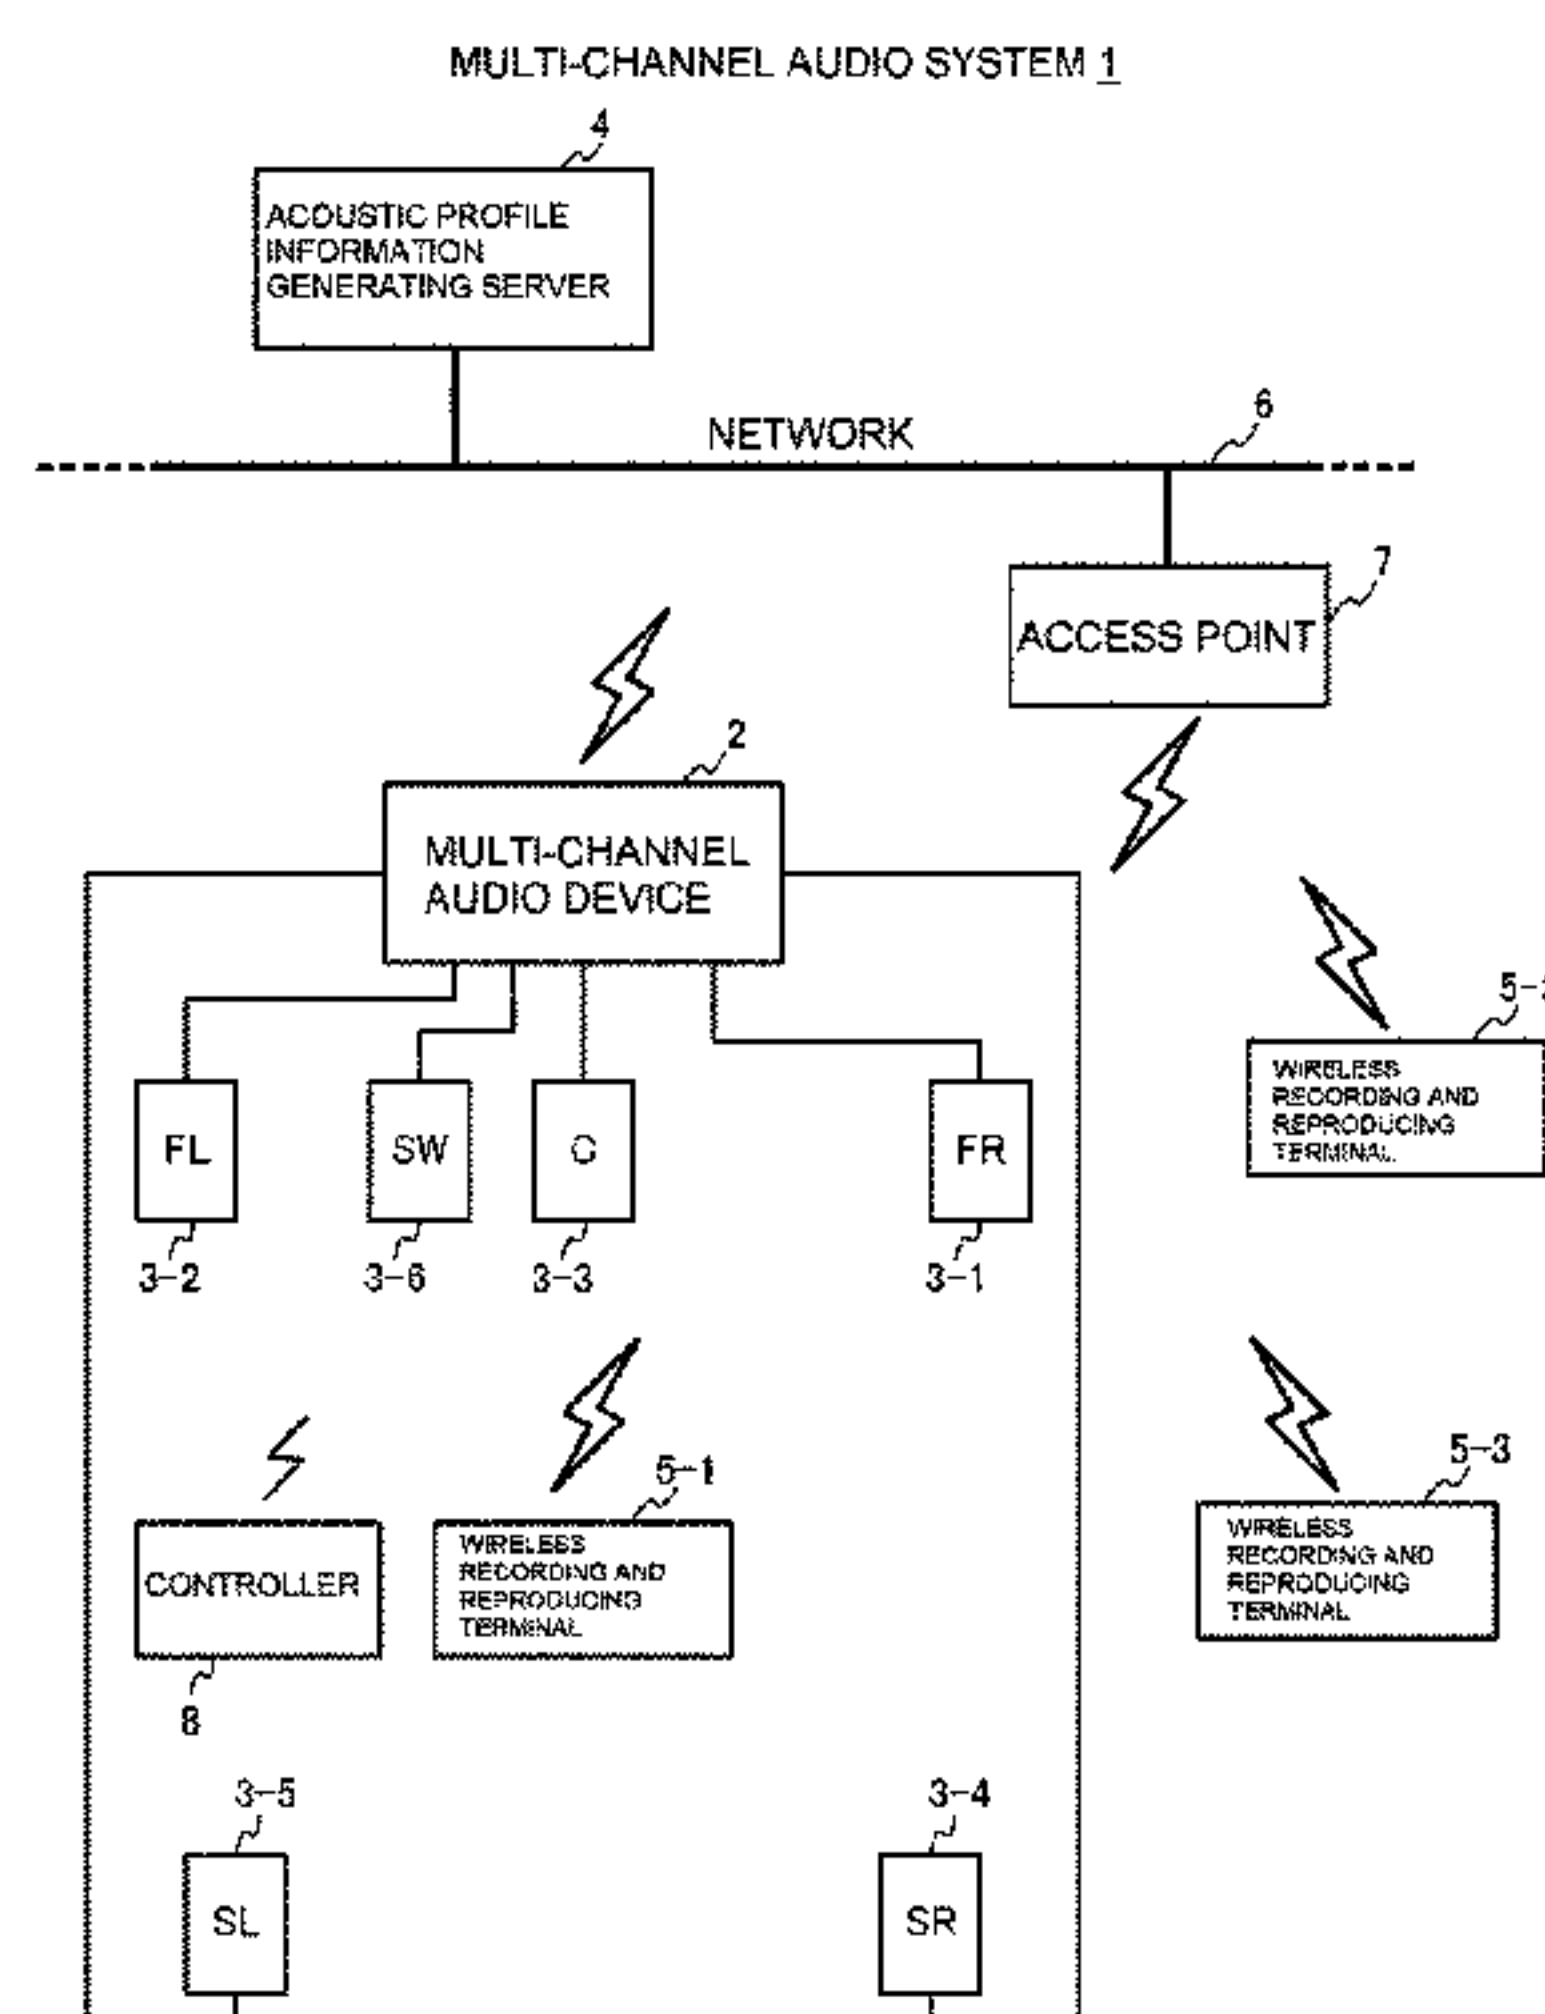 MULTI-CHANNEL AUDIO SYSTEM 1
4
ACOUSTIC PROFILE
INFORMATION
GENERATING SERVER
NETWORK
6
7
ACCESS POINT
2
MULTI-CHANNEL
AUDIO DEVICE
WIRELESS
RECORDING AND
REPRODUCING
TERMINAL
FL
SW
C
FR
3-2
3-6
3-3
3-1
5-1
5-3
CONTROLLER
WIRELESS
RECORDING AND
REPRODUCING
TERMINAL
WIRELESS
RECORDING AND
REPRODUCING
TERMINAL
8
3-5
3-4
SL
SR